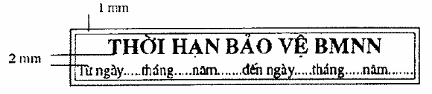 1 mm
THỜI HẠN BẢO VỆ BMNN
2 mm
Từ ngày.....tháng....năm.......đến ngày.....tháng....năm......